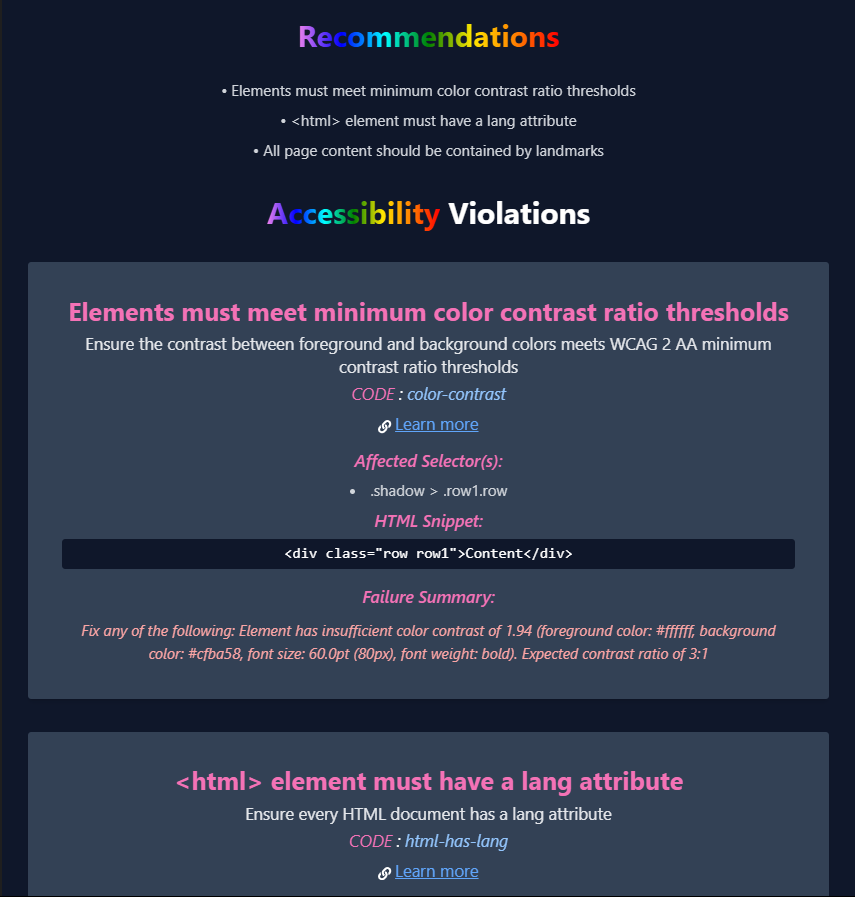 Recommendations
• Elements must meet minimum color contrast ratio thresholds
• <html> element must have a lang attribute
• All page content should be contained by landmarks
Accessibility Violations
Elements must meet minimum color contrast ratio thresholds
Ensure the contrast between foreground and background colors meets WCAG 2 AA minimum
contrast ratio thresholds
CODE : color-contrast
Learn more
Affected Selector(s):
• .shadow > .row1.row
HTML Snippet:
<div class="row row1">Content</div>
Failure Summary:
Fix any of the following: Element has insufficient color contrast of 1.94 (foreground color: #ffffff, background
color: #cfba58, font size: 60.0pt (80px), font weight: bold). Expected contrast ratio of 3:1
<html> element must have a lang attribute
Ensure every HTML document has a lang attribute
CODE : html-has-lang
Learn more